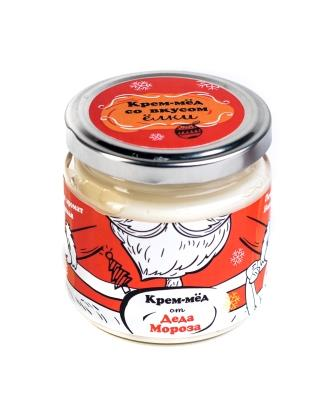 Крем-мёд
со вкусом
ёлки
Крем-мёд
от
Деда
Мороза